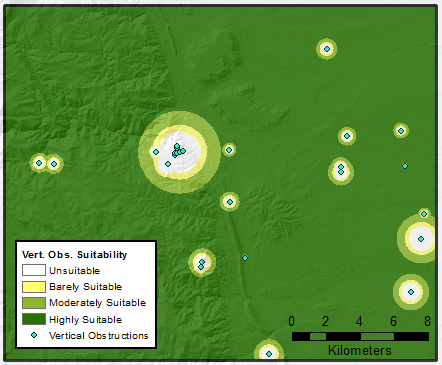 Vert. Obs. Suitability
Unsuitable
Barely Suitable
Moderately Suitable
Highly Suitable
Vertical Obstructions
0 2 4 6 8
Kilometers